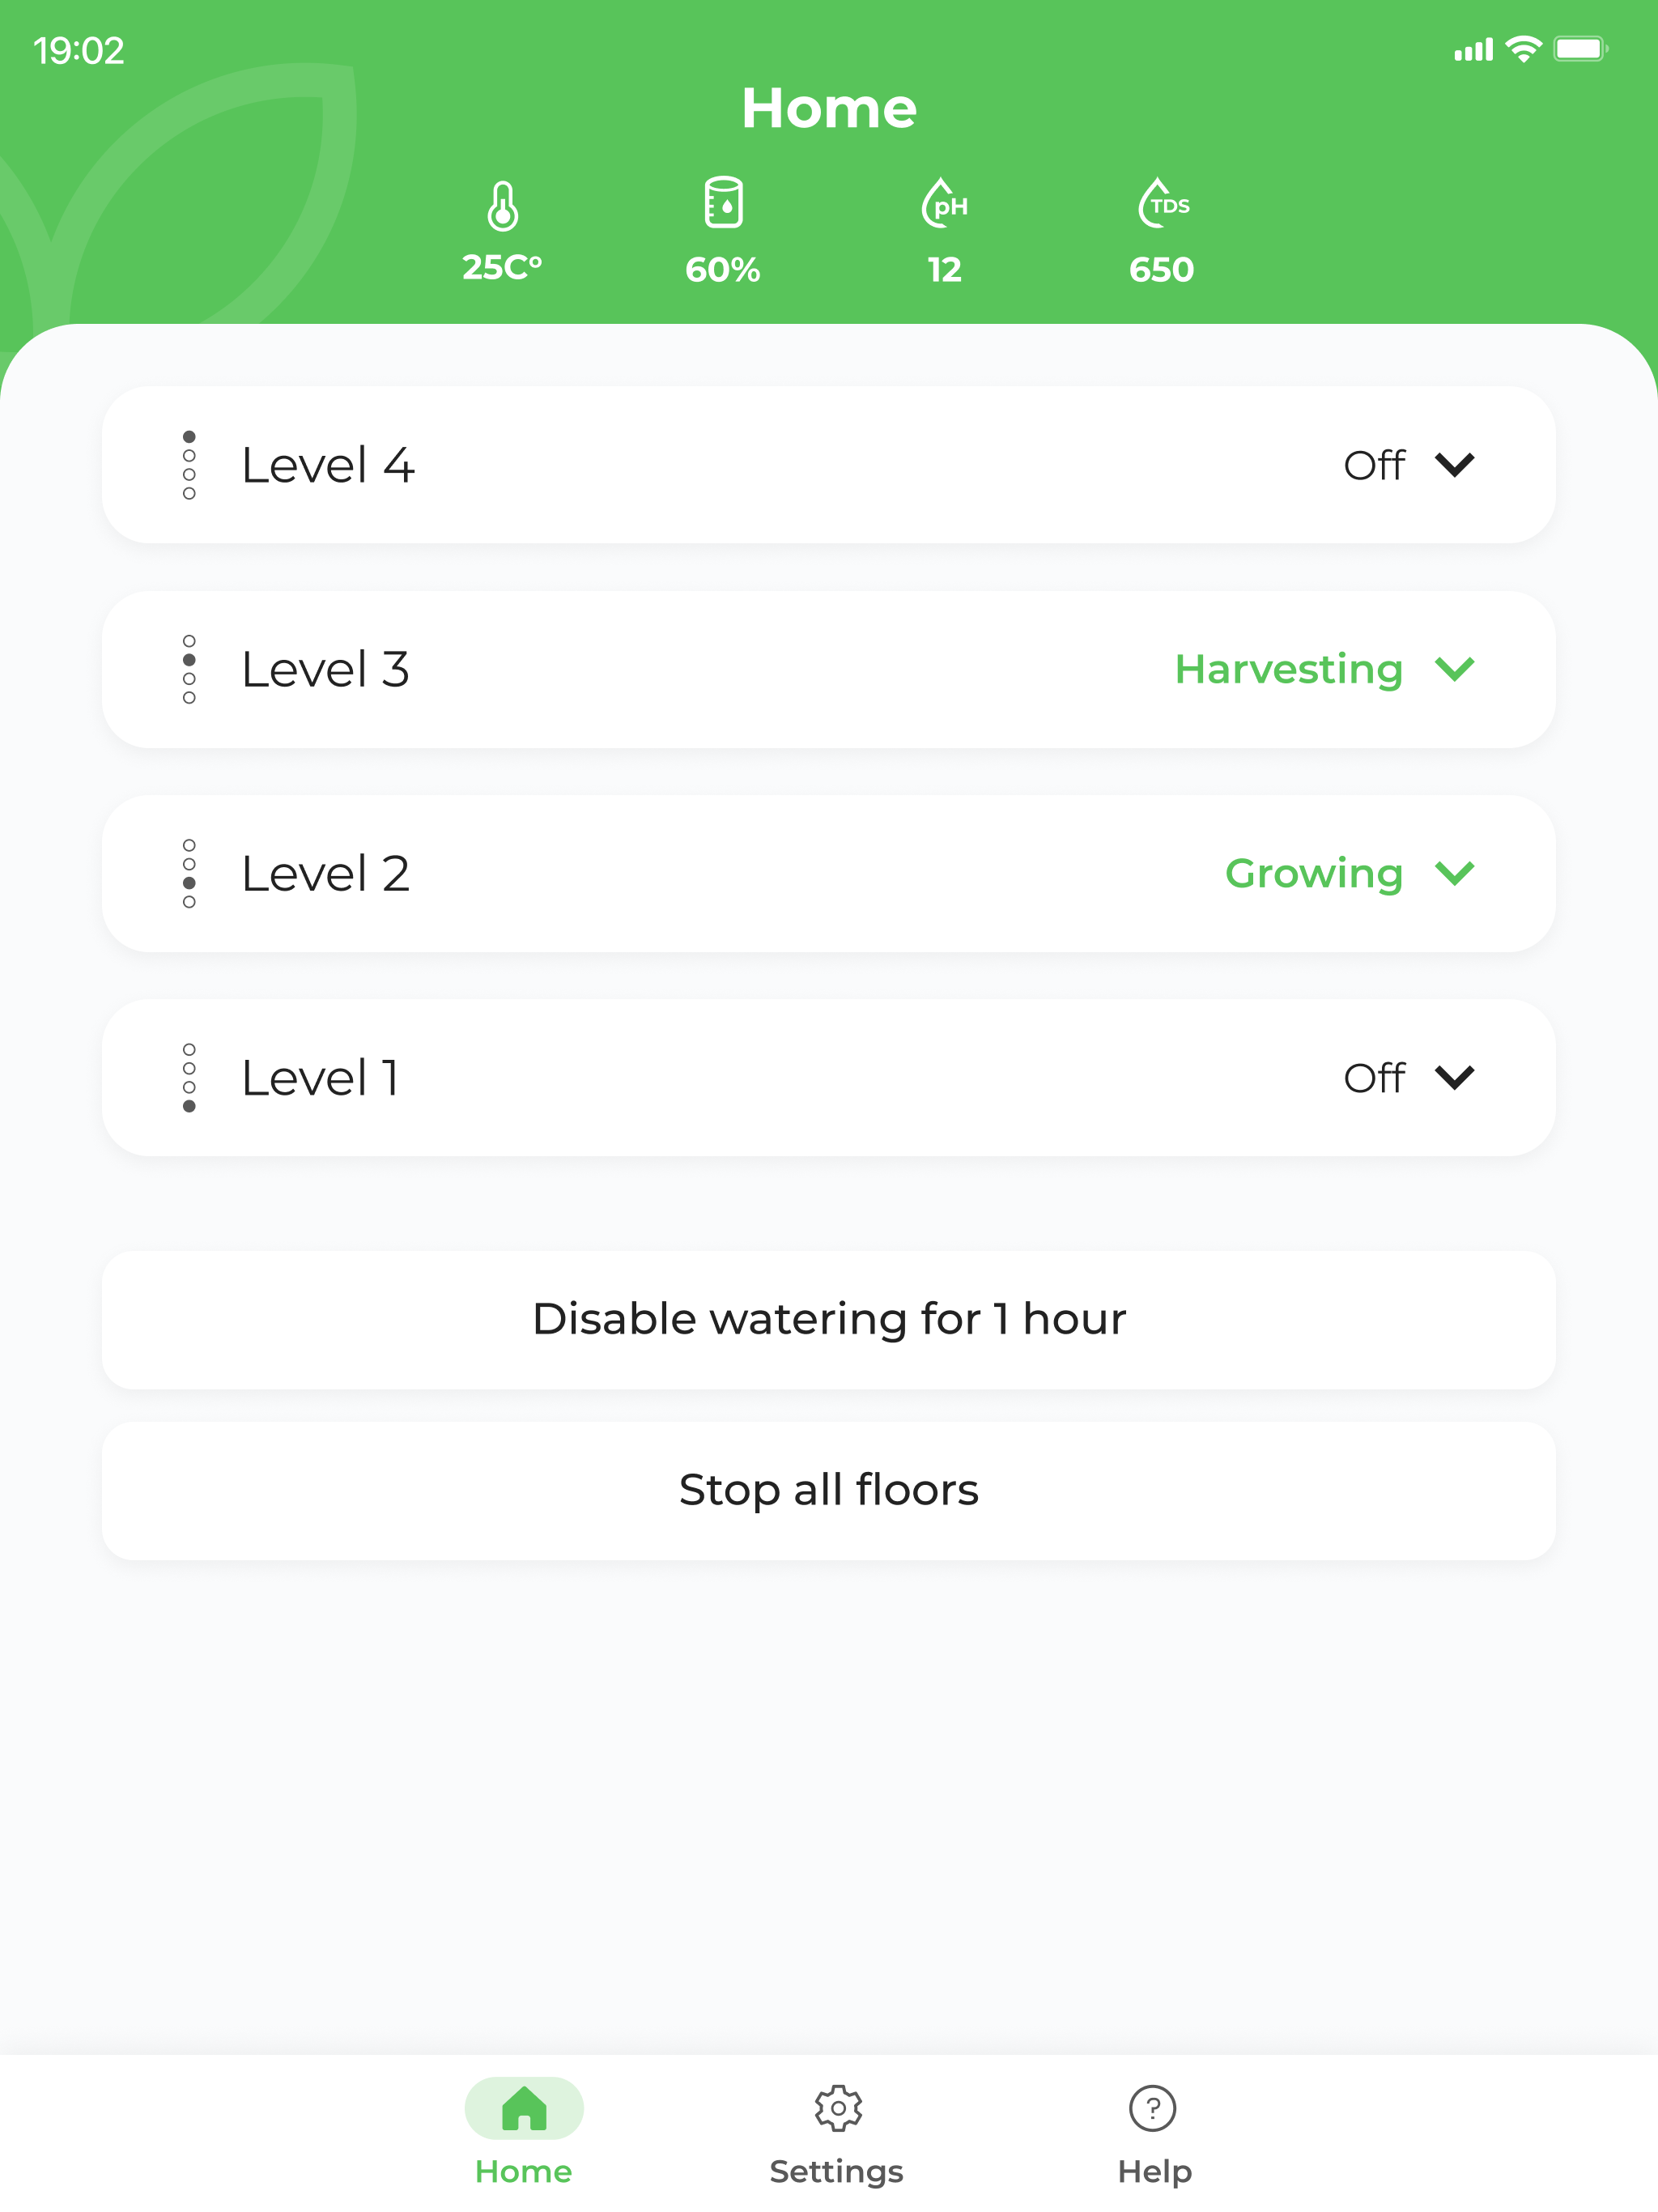 19:02
Home
pH TDS
25C° 60% 12 650
Level 4 Off
Level 3 Harvesting
Level 2 Growing
Level 1 Off
Disable watering for 1 hour
Stop all floors
?
Home Settings Help